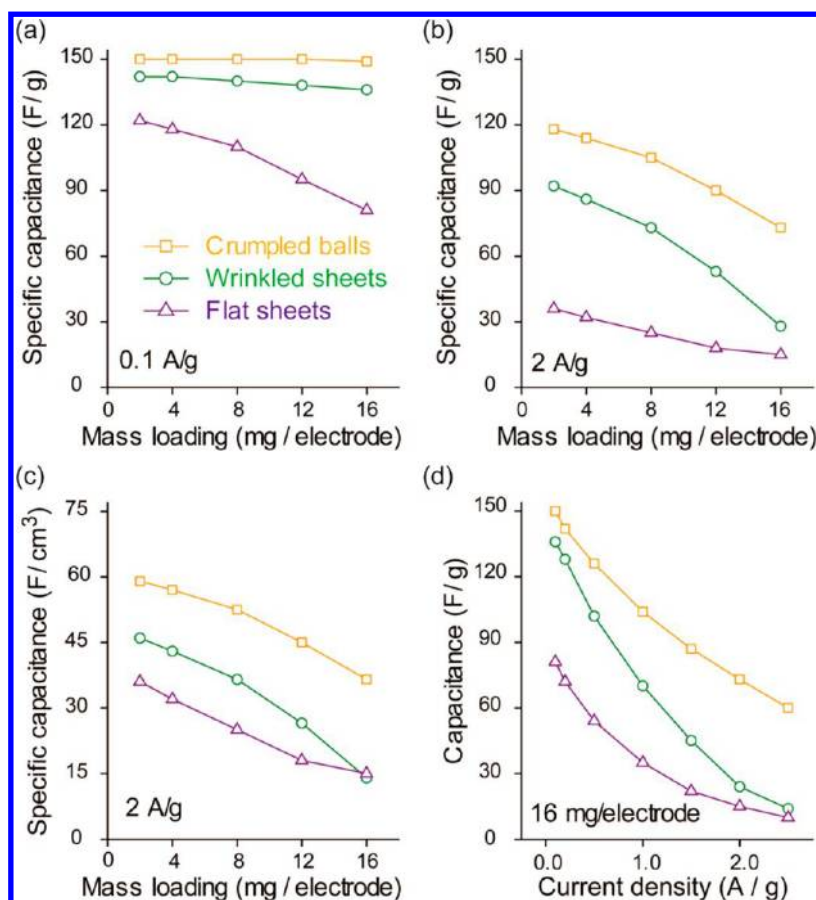 (a)
150
120
90
60
30
0
Specific capacitance (F/g)
Crumpled balls
Wrinkled sheets
Flat sheets
0.1 A/g
0 4 8 12 16
Mass loading (mg / electrode)
(b)
150
120
90
60
30
0
Specific capacitance (F/g)
2 A/g
0 4 8 12 16
Mass loading (mg / electrode)
(c)
75
60
45
30
15
0
Specific capacitance (F/cm³)
2 A/g
0 4 8 12 16
Mass loading (mg / electrode)
(d)
150
120
90
60
30
0
Capacitance (F/g)
16 mg/electrode
0.0 1.0 2.0
Current density (A / g)